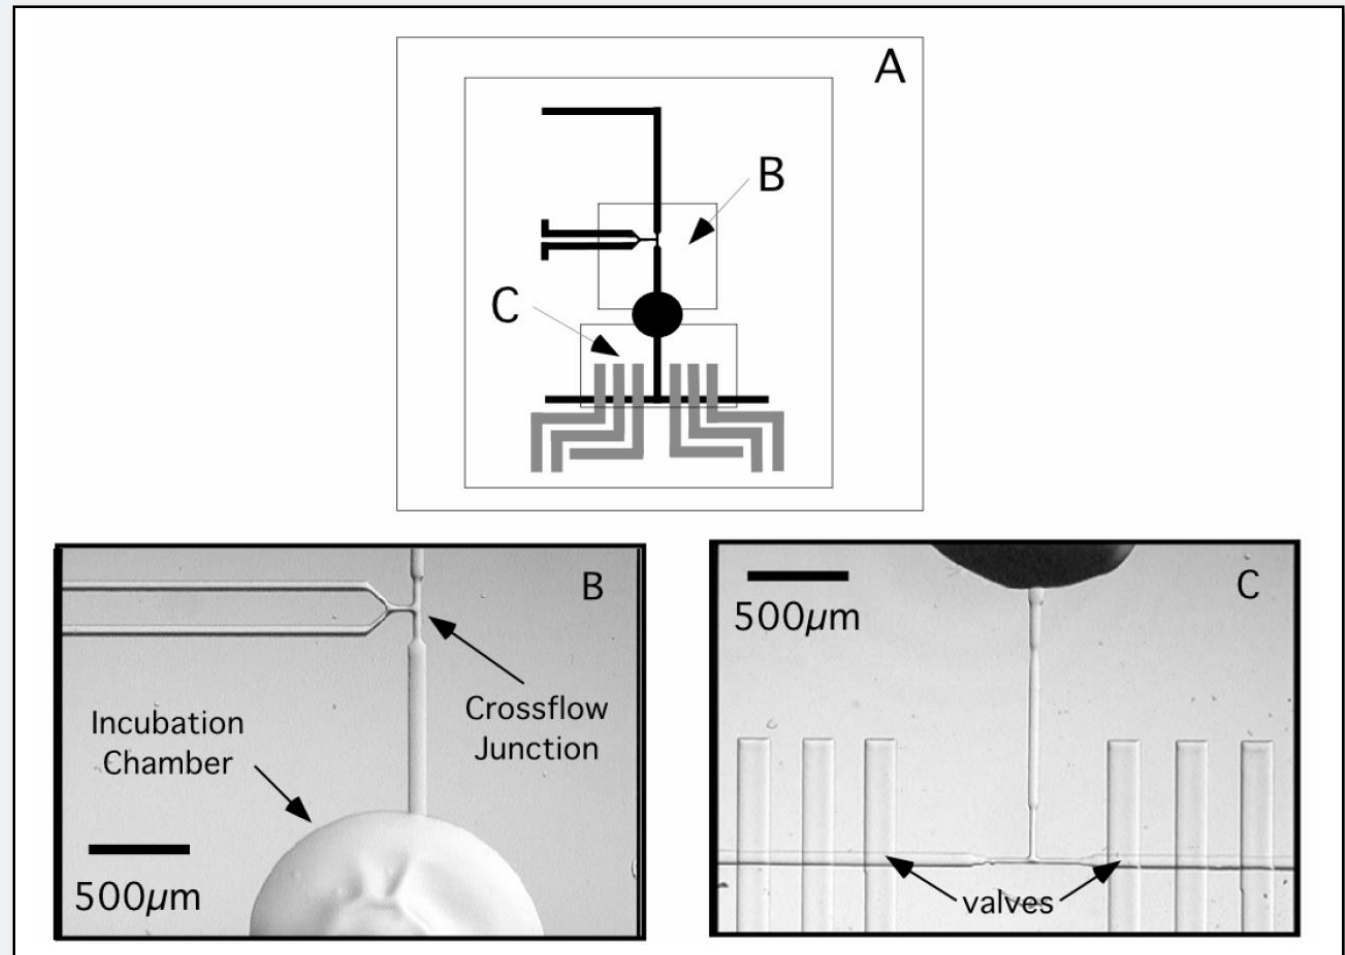 A
B
C
B
Crossflow
Junction
Incubation
Chamber
500μm
500μm
C
valves